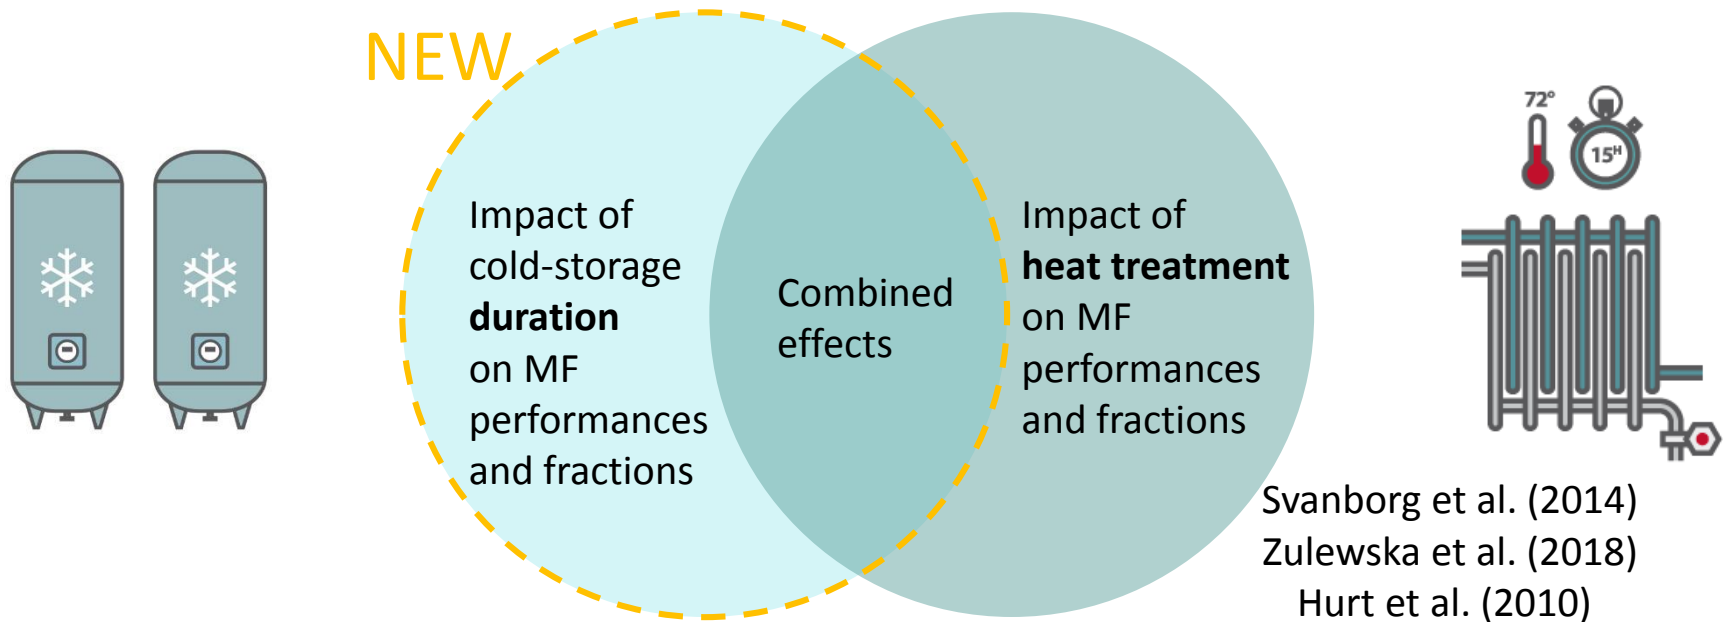 NEW
Impact of
cold-storage
duration
on MF
performances
and fractions
Combined
effects
Impact of
heat treatment
on MF
performances
and fractions
72°
15ᴴ
Svanborg et al. (2014)
Zulewska et al. (2018)
Hurt et al. (2010)